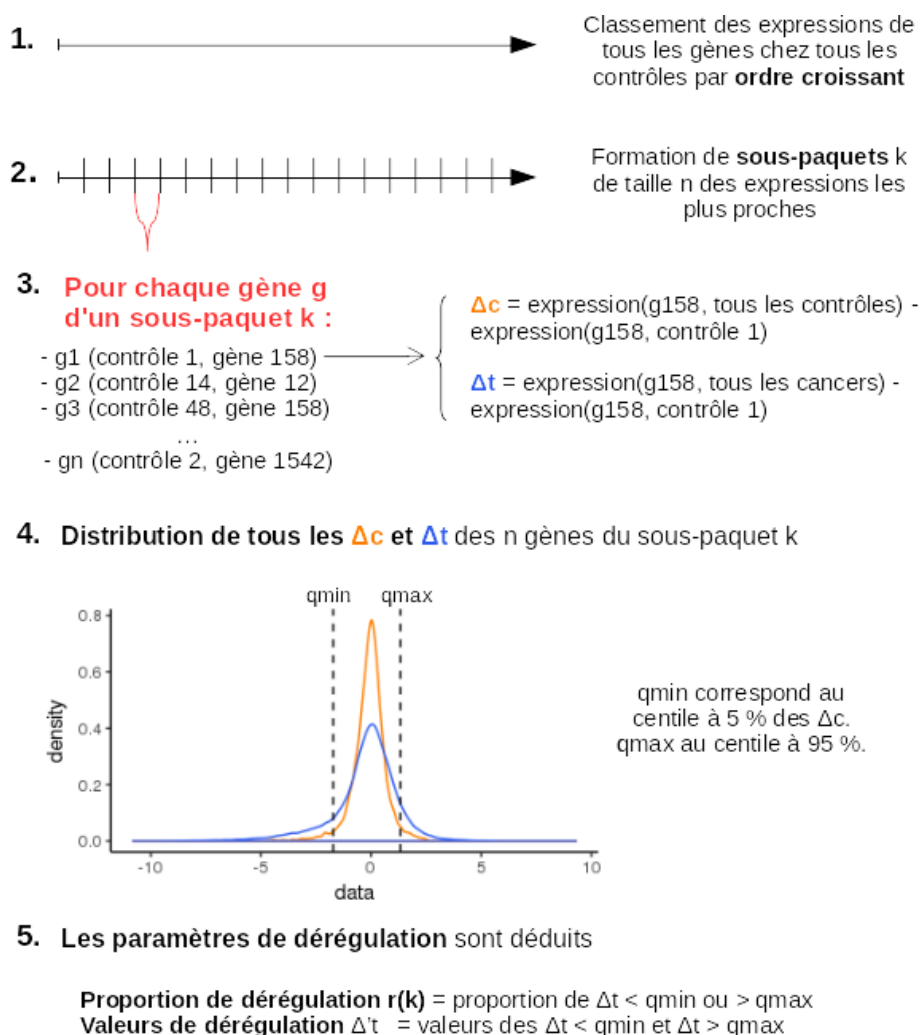 1.
Classement des expressions de
tous les gènes chez tous les
contrôles par ordre croissant
2.
Formation de sous-paquets k
de taille n des expressions les
plus proches
3. Pour chaque gène g
d'un sous-paquet k :
- g1 (contrôle 1, gène 158)
- g2 (contrôle 14, gène 12)
- g3 (contrôle 48, gène 158)
...
- gn (contrôle 2, gène 1542)
Δc = expression(g158, tous les contrôles) -
expression(g158, contrôle 1)
Δt = expression(g158, tous les cancers) -
expression(g158, contrôle 1)
4. Distribution de tous les Δc et Δt des n gènes du sous-paquet k
qmin qmax
0.8
0.6
0.4
0.2
0.0
density
-10 -5 0 5 10
data
qmin correspond au
centile à 5 % des Δc.
qmax au centile à 95 %.
5. Les paramètres de dérégulation sont déduits
Proportion de dérégulation r(k) = proportion de Δt < qmin ou > qmax
Valeurs de dérégulation Δ't = valeurs des Δt < qmin et Δt > qmax